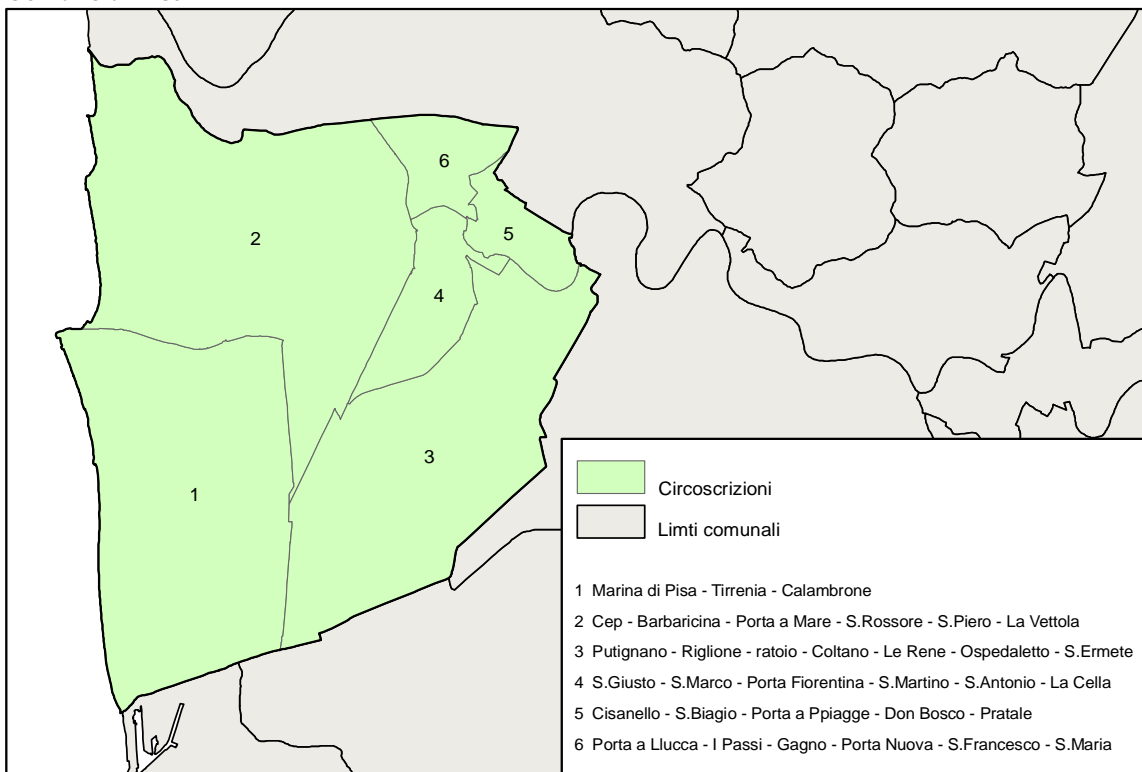 6
2
5
4
3
1
Circoscrizioni
Limti comunali
1 Marina di Pisa - Tirrenia - Calambrone
2 Cep - Barbaricina - Porta a Mare - S.Rossore - S.Piero - La Vettola
3 Putignano - Riglione - ratoio - Coltano - Le Rene - Ospedaletto - S.Ermete
4 S.Giusto - S.Marco - Porta Fiorentina - S.Martino - S.Antonio - La Cella
5 Cisanello - S.Biagio - Porta a Ppiagge - Don Bosco - Pratale
6 Porta a Llucca - I Passi - Gagno - Porta Nuova - S.Francesco - S.Maria